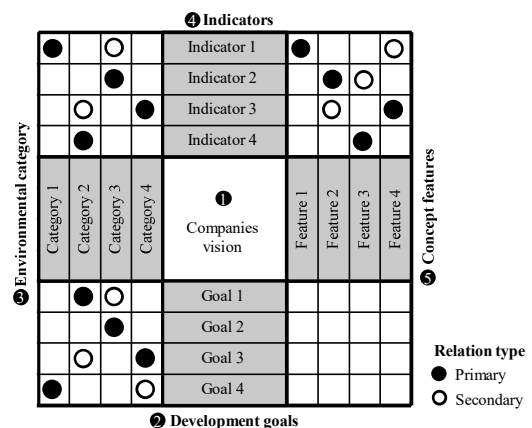 ❹ Indicators
Indicator 1
Indicator 2
Indicator 3
Indicator 4
❸ Environmental category
Category 1
Category 2
Category 3
Category 4
❶
Companies
vision
Feature 1
Feature 2
Feature 3
Feature 4
❺ Concept features
Goal 1
Goal 2
Goal 3
Goal 4
❷ Development goals
Relation type
Primary
Secondary